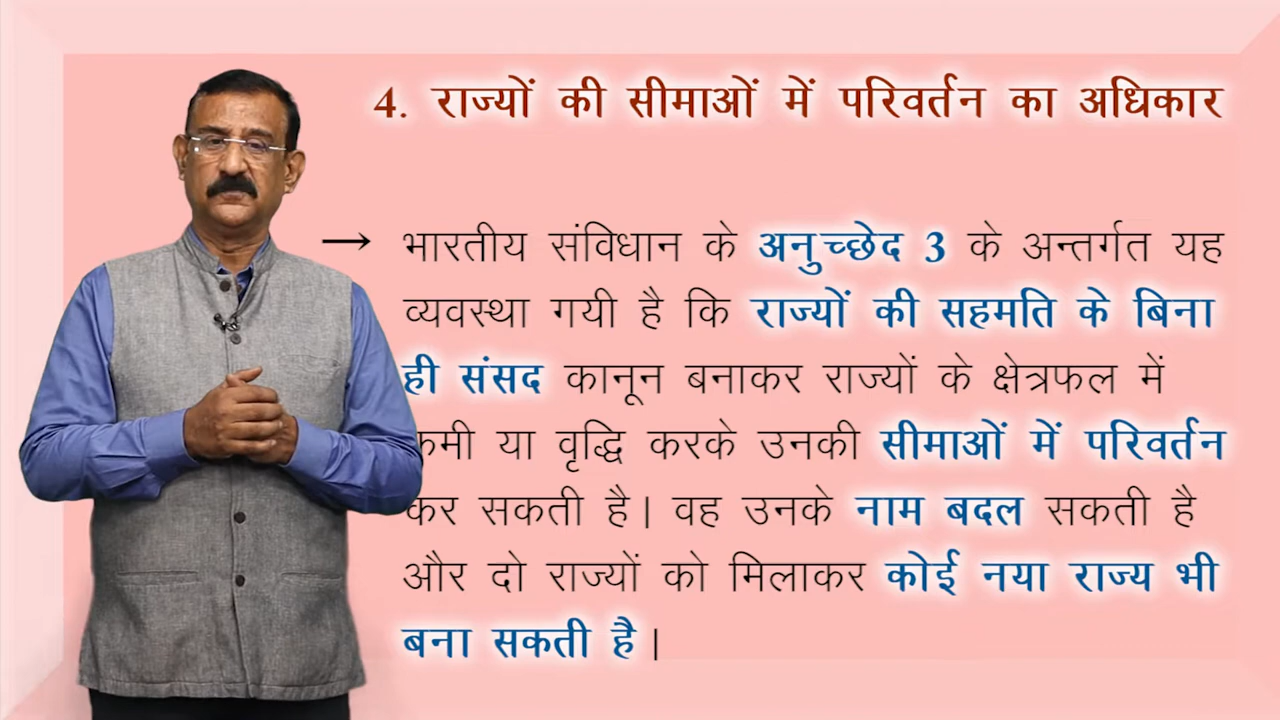 4. राज्यों की सीमाओं में परिवर्तन का अधिकार
→ भारतीय संविधान के अनुच्छेद 3 के अन्तर्गत यह
व्यवस्था गयी है कि राज्यों की सहमति के बिना
ही संसद कानून बनाकर राज्यों के क्षेत्रफल में
कमी या वृद्धि करके उनकी सीमाओं में परिवर्तन
कर सकती है। वह उनके नाम बदल सकती है
और दो राज्यों को मिलाकर कोई नया राज्य भी
बना सकती है।